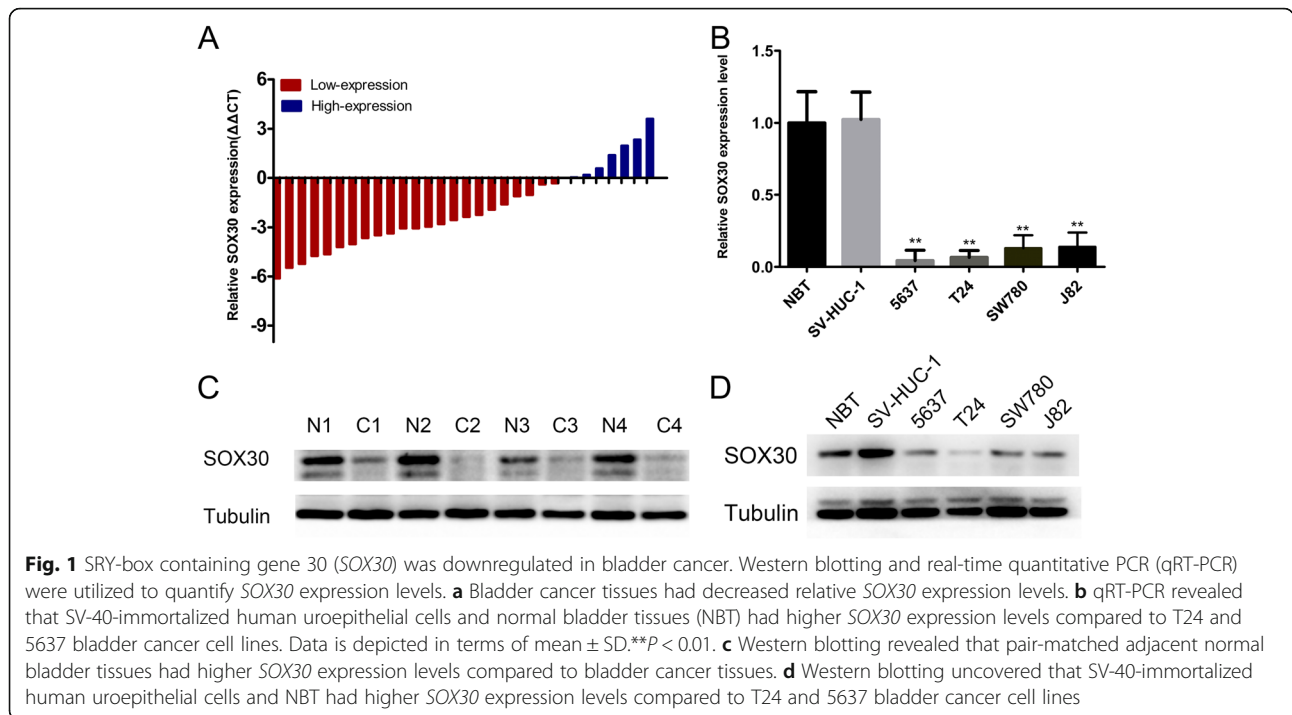 A
Relative SOX30 expression(ΔΔCT)
6
3
0
-3
-6
-9
Low-expression
High-expression
B
Relative SOX30 expression level
1.5
1.0
0.5
0.0
**
**
**
**
NBT
SV-HUC-1
5637
T24
SW780
J82
C
N1 C1 N2 C2 N3 C3 N4 C4
SOX30
Tubulin
D
NBT SV-HUC-1 5637 T24 SW780 J82
SOX30
Tubulin
Fig. 1 SRY-box containing gene 30 (SOX30) was downregulated in bladder cancer. Western blotting and real-time quantitative PCR (qRT-PCR)
were utilized to quantify SOX30 expression levels. a Bladder cancer tissues had decreased relative SOX30 expression levels. b qRT-PCR revealed
that SV-40-immortalized human uroepithelial cells and normal bladder tissues (NBT) had higher SOX30 expression levels compared to T24 and
5637 bladder cancer cell lines. Data is depicted in terms of mean ± SD.**P < 0.01. c Western blotting revealed that pair-matched adjacent normal
bladder tissues had higher SOX30 expression levels compared to bladder cancer tissues. d Western blotting uncovered that SV-40-immortalized
human uroepithelial cells and NBT had higher SOX30 expression levels compared to T24 and 5637 bladder cancer cell lines